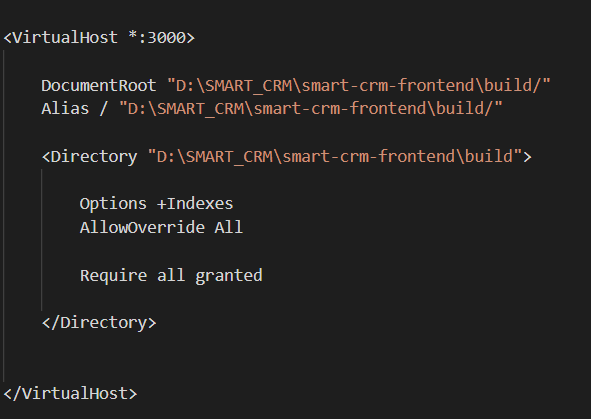 <VirtualHost *:3000>
DocumentRoot "D:\SMART_CRM\smart-crm-frontend\build/"
Alias / "D:\SMART_CRM\smart-crm-frontend\build/"
<Directory "D:\SMART_CRM\smart-crm-frontend\build">
Options +Indexes
AllowOverride All
Require all granted
</Directory>
</VirtualHost>